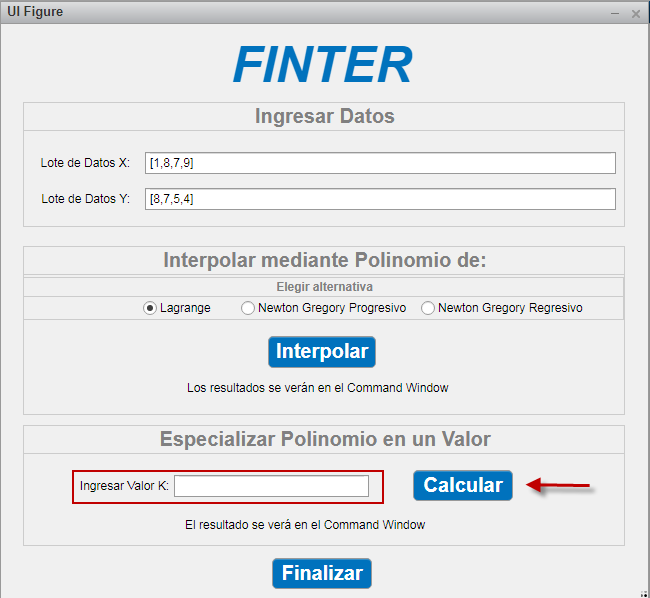 UI Figure
FINTER
Ingresar Datos
Lote de Datos X: [1,8,7,9]
Lote de Datos Y: [8,7,5,4]
Interpolar mediante Polinomio de:
Elegir alternativa
Lagrange Newton Gregory Progresivo Newton Gregory Regresivo
Interpolar
Los resultados se verán en el Command Window
Especializar Polinomio en un Valor
Ingresar Valor K: Calcular
El resultado se verá en el Command Window
Finalizar